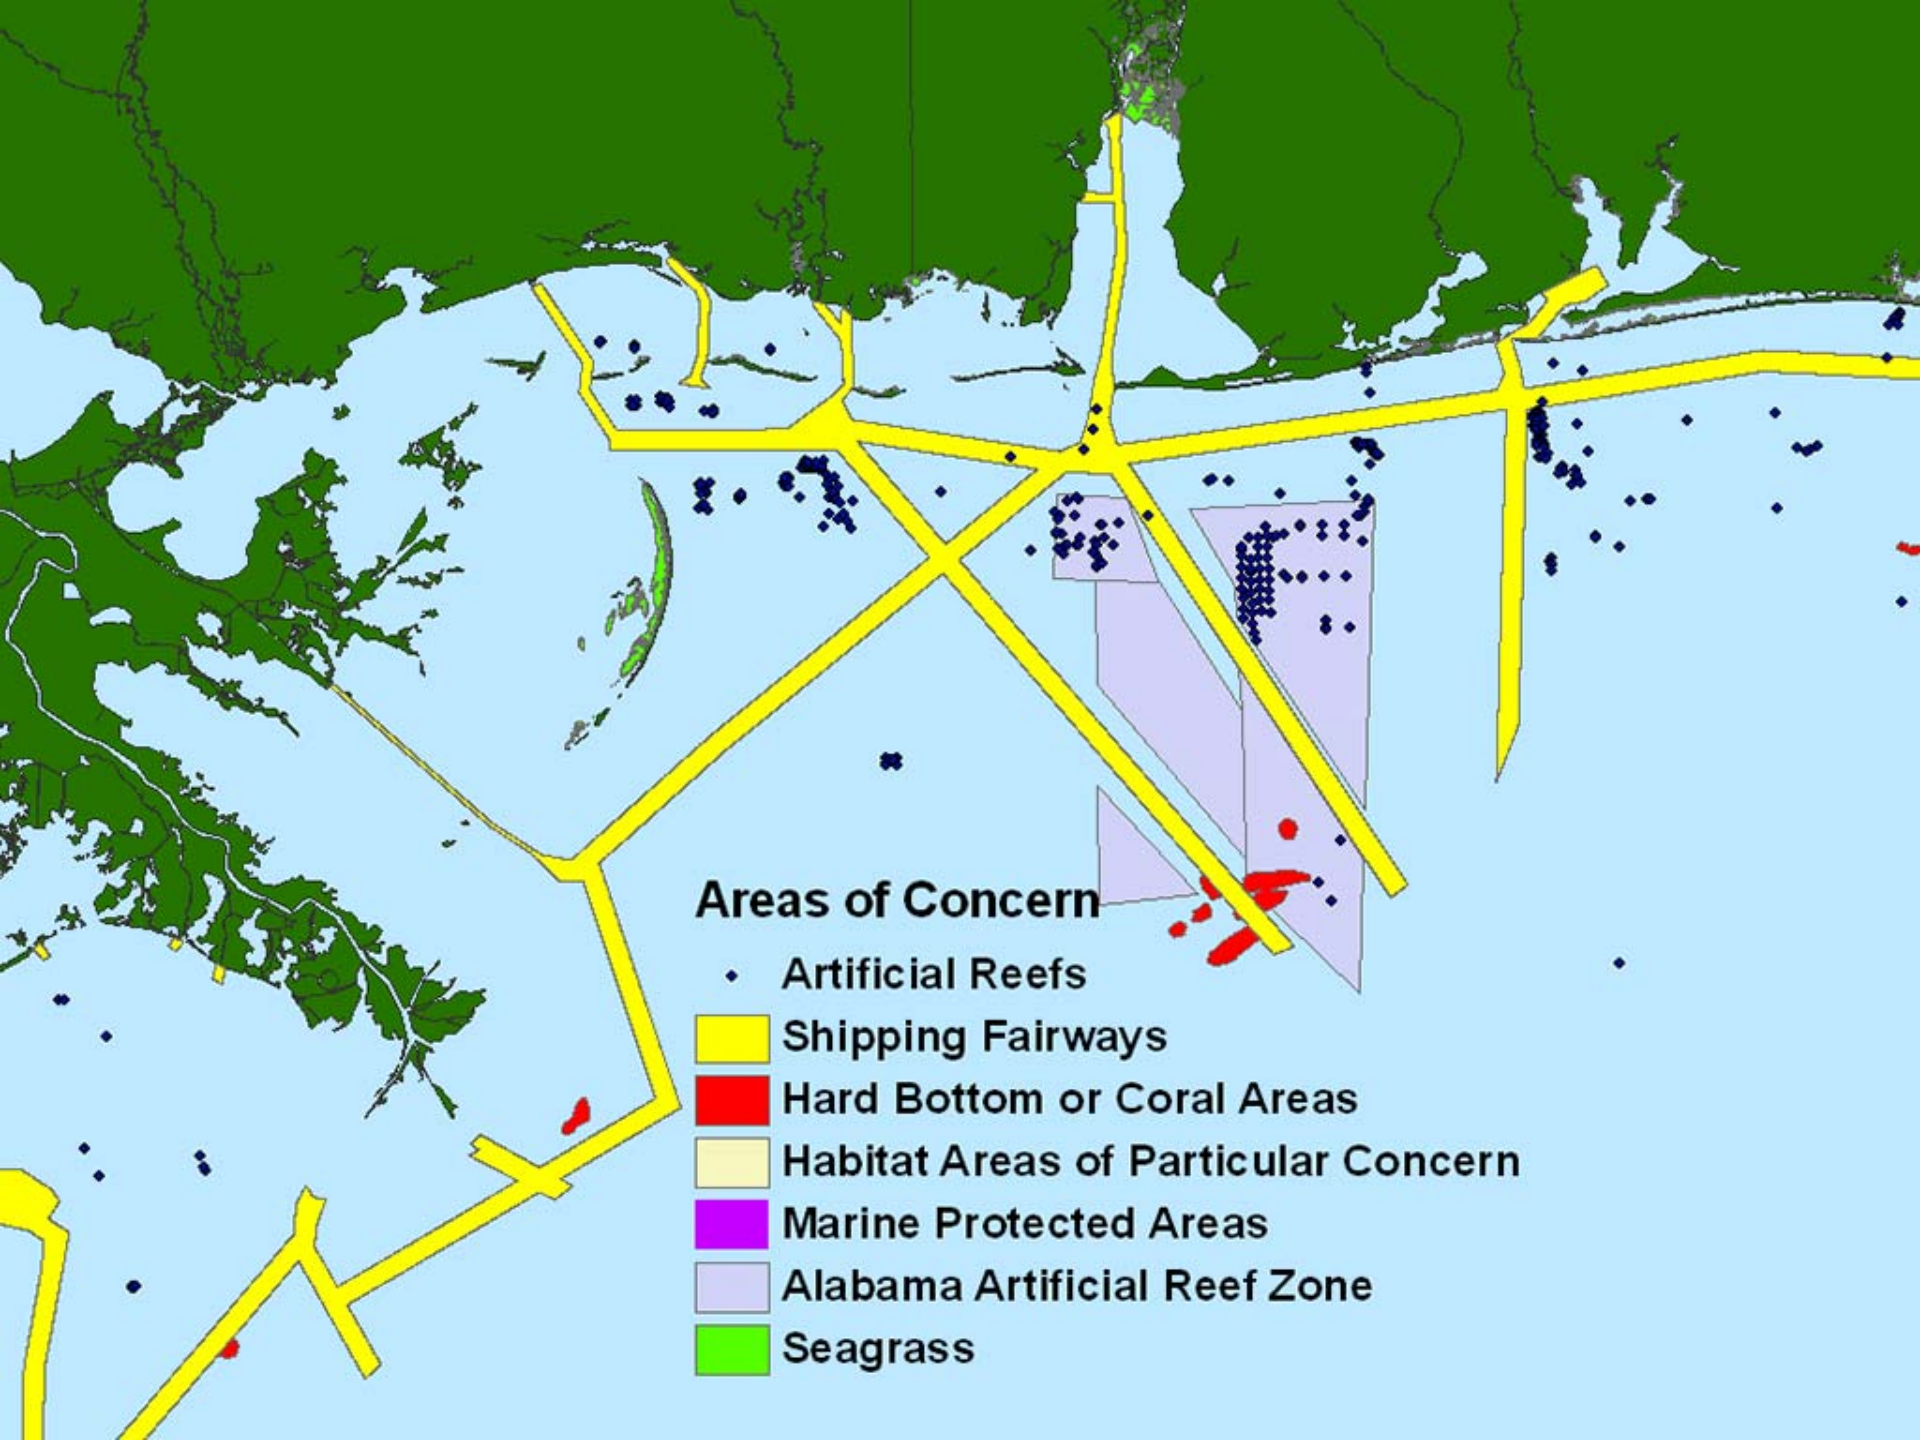 Areas of Concern
Artificial Reefs
Shipping Fairways
Hard Bottom or Coral Areas
Habitat Areas of Particular Concern
Marine Protected Areas
Alabama Artificial Reef Zone
Seagrass